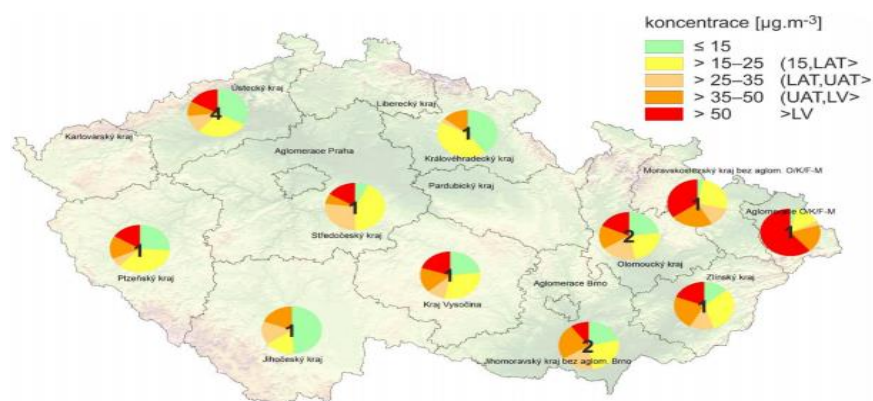 koncentrace [µg.m-3]
≤ 15
> 15–25 (15,LAT>
> 25–35 (LAT,UAT>
> 35–50 (UAT,LV>
> 50 >LV
Ústecký kraj
4
Liberecký kraj
Karlovarský kraj
1
Královéhradecký kraj
Aglomerace Praha
Moravskoslezský kraj bez aglom. O/K/F-M
Pardubický kraj
1
1
Aglomerace O/K/F-M
1
Středočeský kraj
2
Olomoucký kraj
1
Plzeňský kraj
1
Kraj Vysočina
Aglomerace Brno
Zlínský kraj
1
1
Jihočeský kraj
2
Jihomoravský kraj bez aglom. Brno